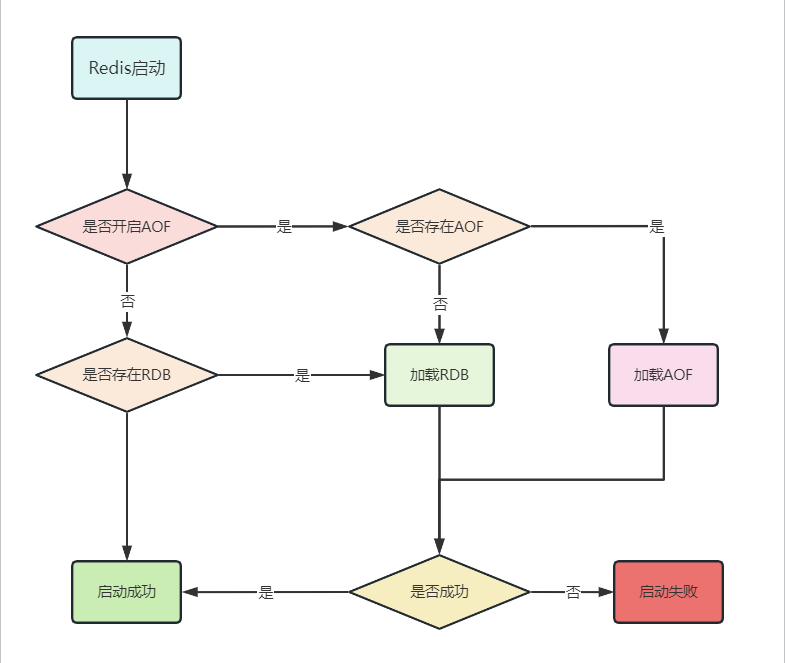 Redis启动
是否开启AOF
是
是否存在AOF
是
否
否
是否存在RDB
是
加载RDB
加载AOF
启动成功
是
是否成功
否
启动失败